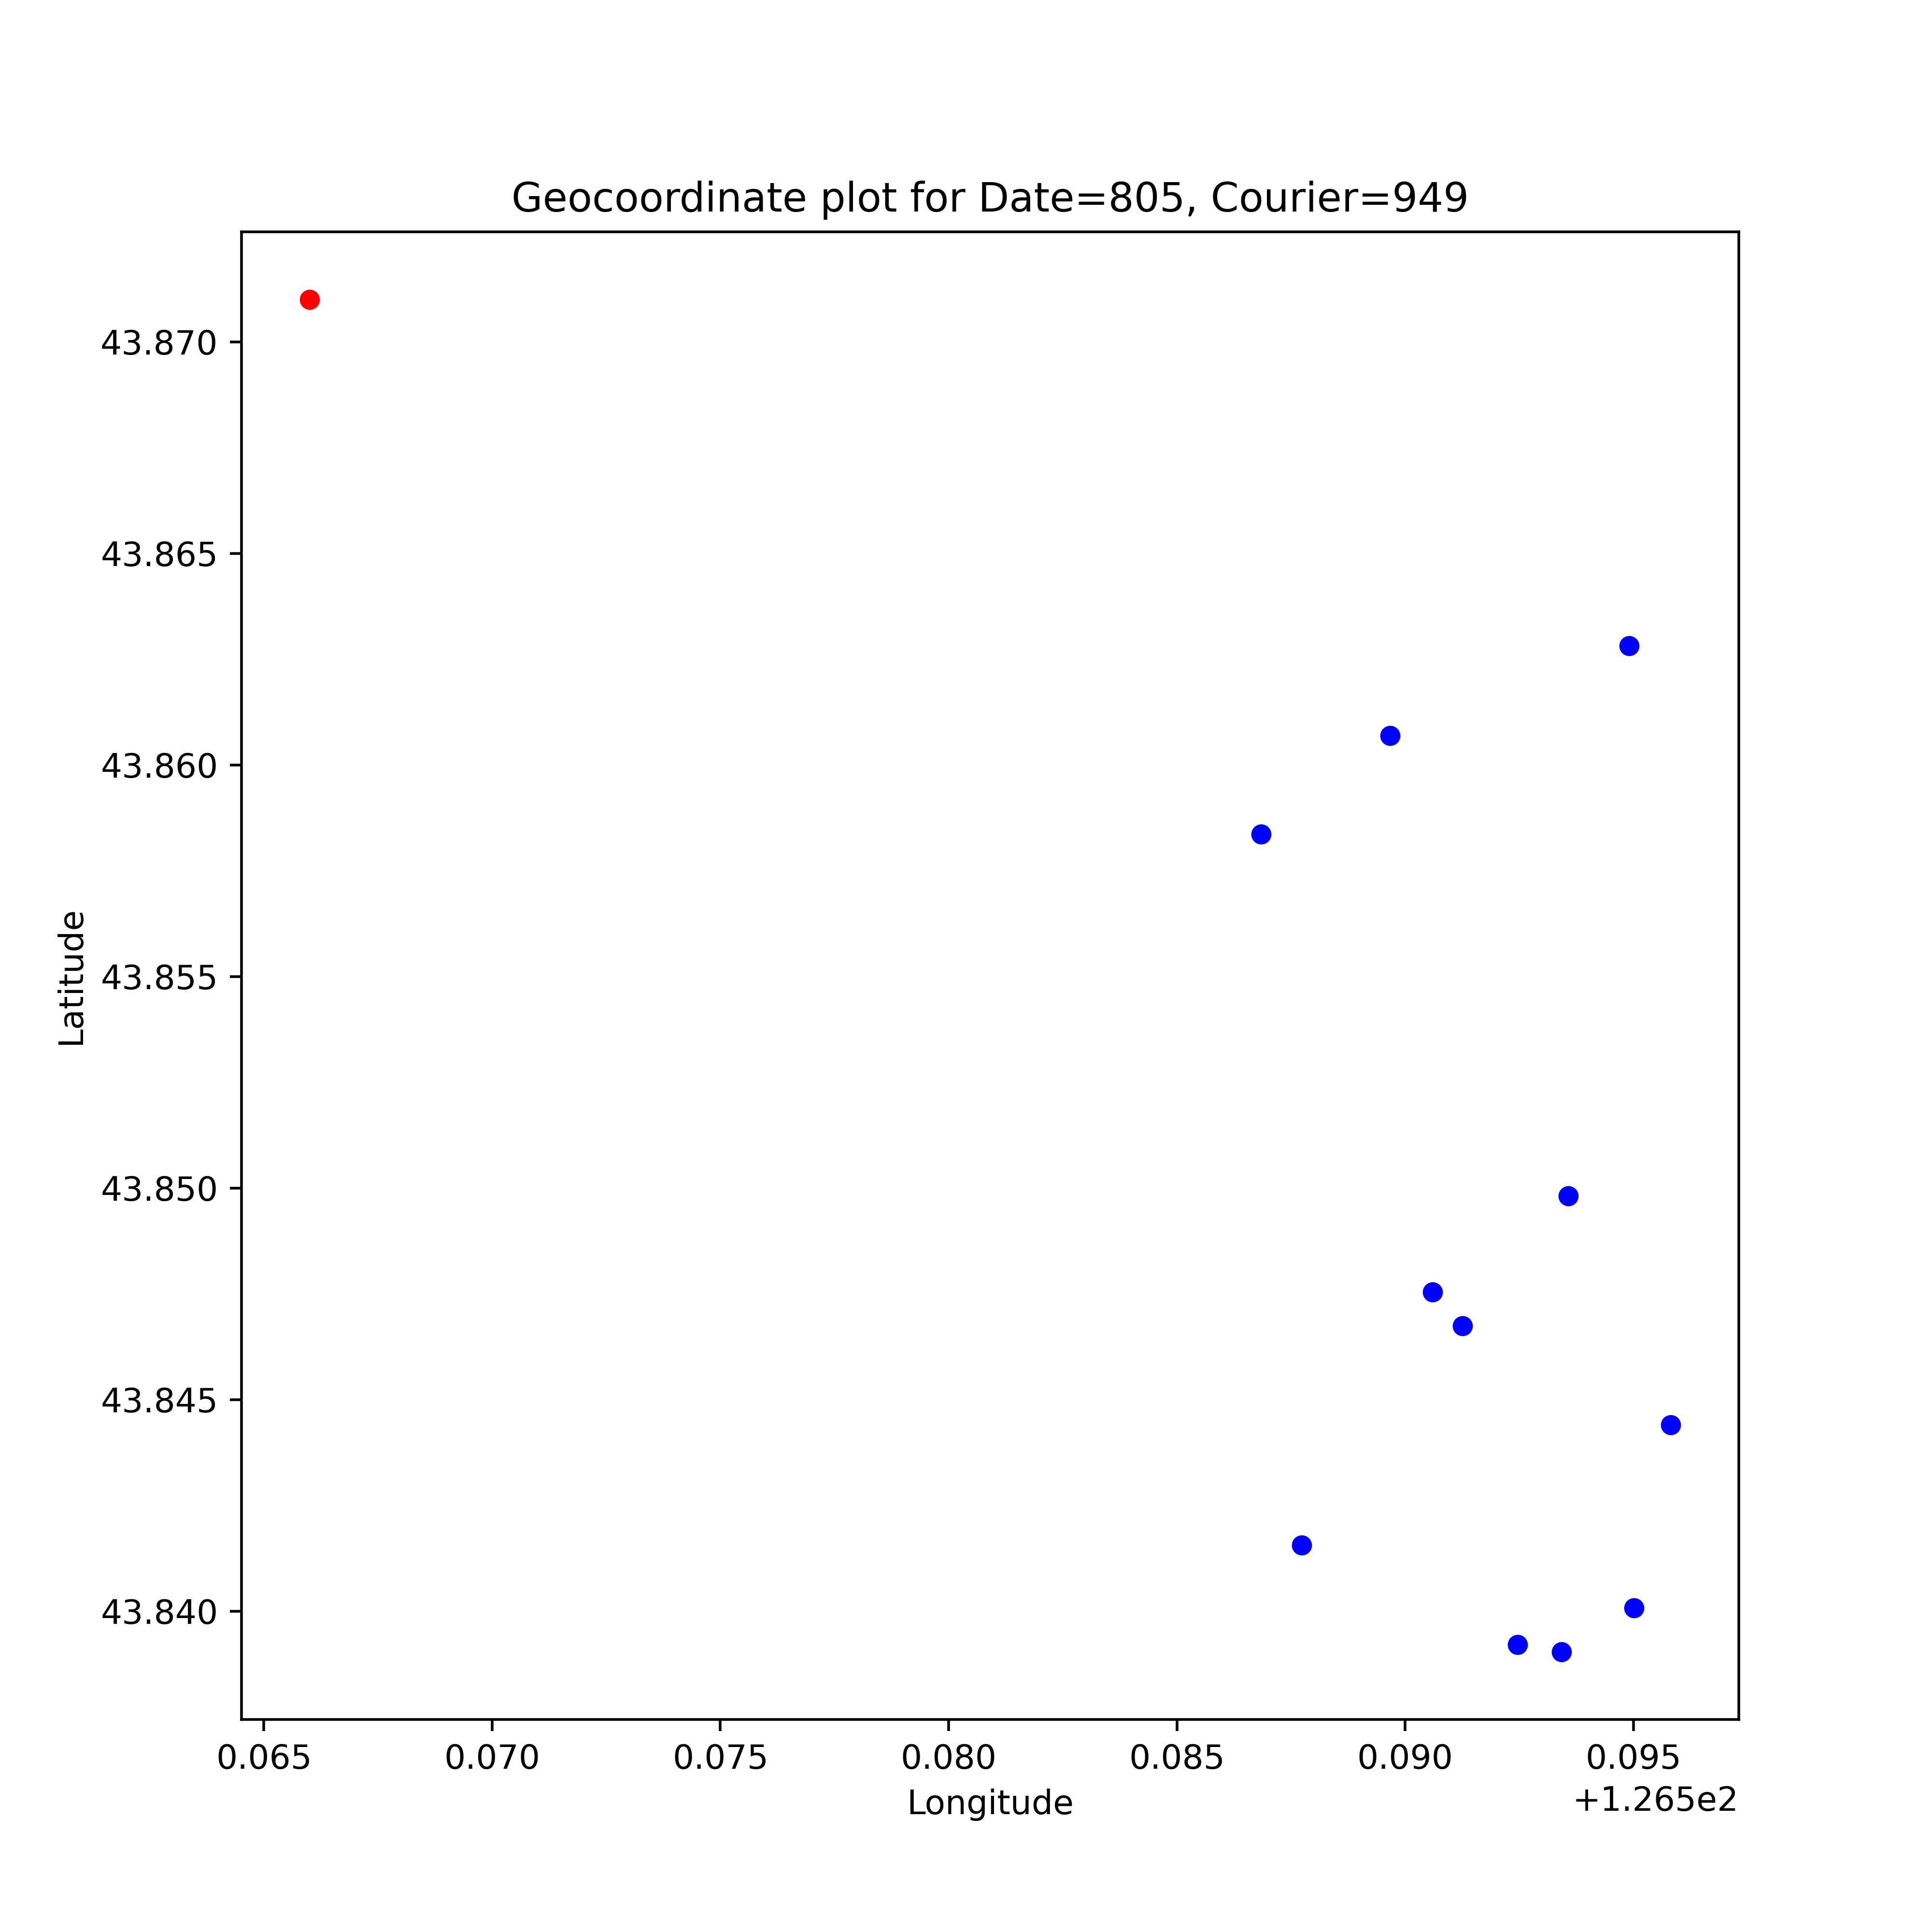 Geocoordinate plot for Date=805, Courier=949
43.870
43.865
43.860
43.855
43.850
43.845
43.840
Latitude
0.065 0.070 0.075 0.080 0.085 0.090 0.095
+1.265e2
Longitude